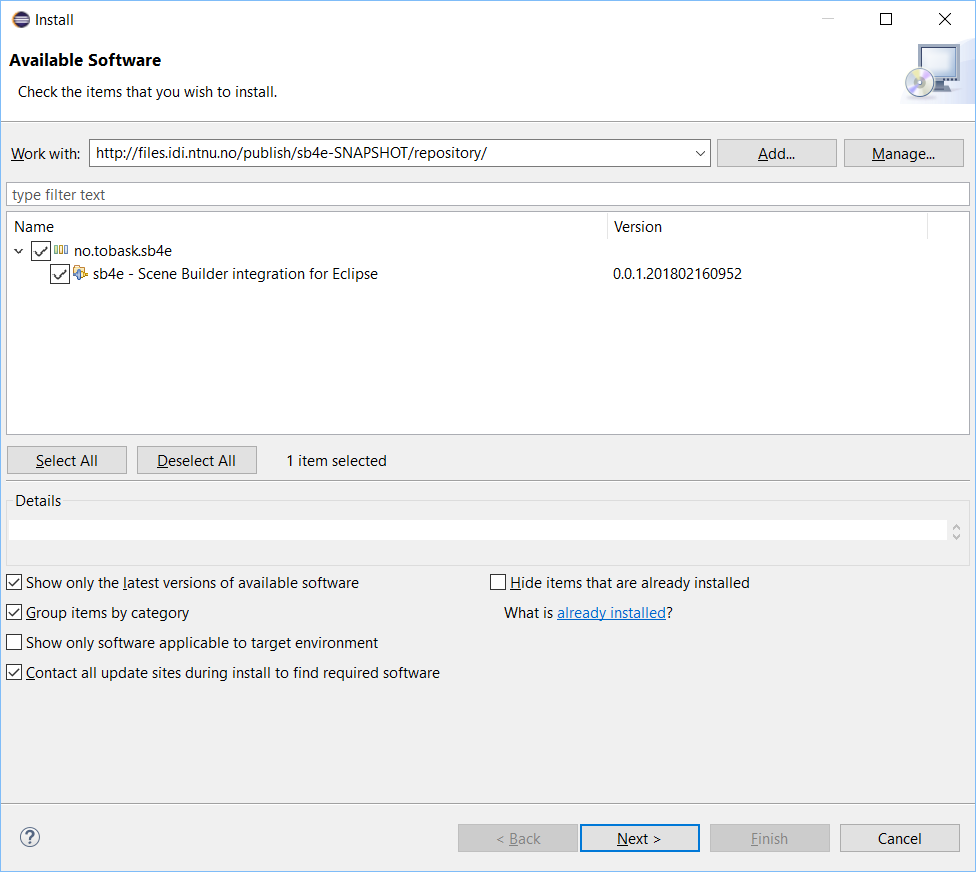 Install
Available Software
Check the items that you wish to install.
Work with: http://files.idi.ntnu.no/publish/sb4e-SNAPSHOT/repository/ Add... Manage...
type filter text
Name Version
no.tobask.sb4e
sb4e - Scene Builder integration for Eclipse 0.0.1.201802160952
Select All Deselect All 1 item selected
Details
Show only the latest versions of available software Hide items that are already installed
Group items by category What is already installed?
Show only software applicable to target environment
Contact all update sites during install to find required software
? < Back Next > Finish Cancel